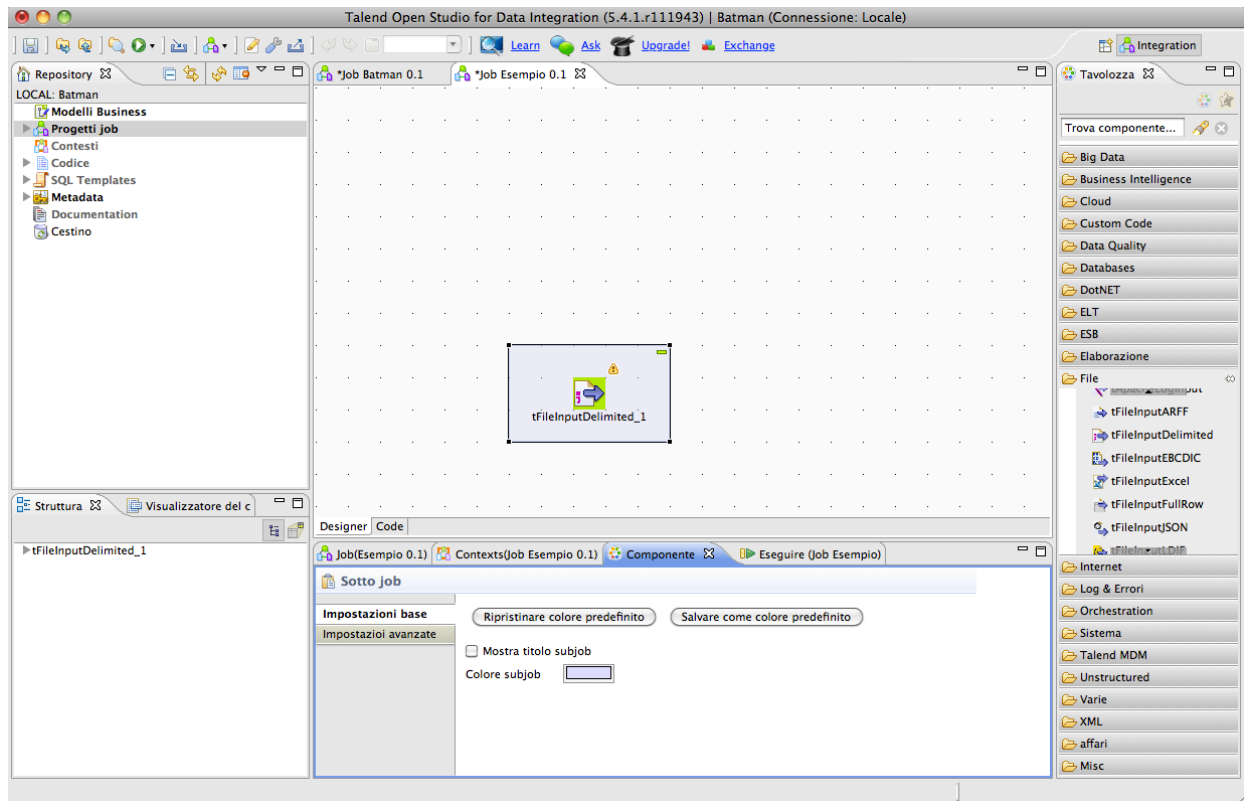 Talend Open Studio for Data Integration (5.4.1.r111943) | Batman (Connessione: Locale)
Learn Ask Upgrade! Exchange Integration
Repository
LOCAL: Batman
Modelli Business
Progetti job
Contesti
Codice
SQL Templates
Metadata
Documentation
Cestino
Struttura Visualizzatore del c
tFileInputDelimited_1
*Job Batman 0.1 *Job Esempio 0.1
tFileInputDelimited_1
Designer Code
Job(Esempio 0.1) Contexts(Job Esempio 0.1) Componente Eseguire (Job Esempio)
Sotto job
Impostazioni base
Impostazioi avanzate
Ripristinare colore predefinito Salvare come colore predefinito
Mostra titolo subjob
Colore subjob
Tavolozza
Trova componente...
Big Data
Business Intelligence
Cloud
Custom Code
Data Quality
Databases
DotNET
ELT
ESB
Elaborazione
File
tFileInputARFF
tFileInputDelimited
tFileInputEBCDIC
tFileInputExcel
tFileInputFullRow
tFileInputJSON
tFileInputLDIF
Internet
Log & Errori
Orchestration
Sistema
Talend MDM
Unstructured
Varie
XML
affari
Misc